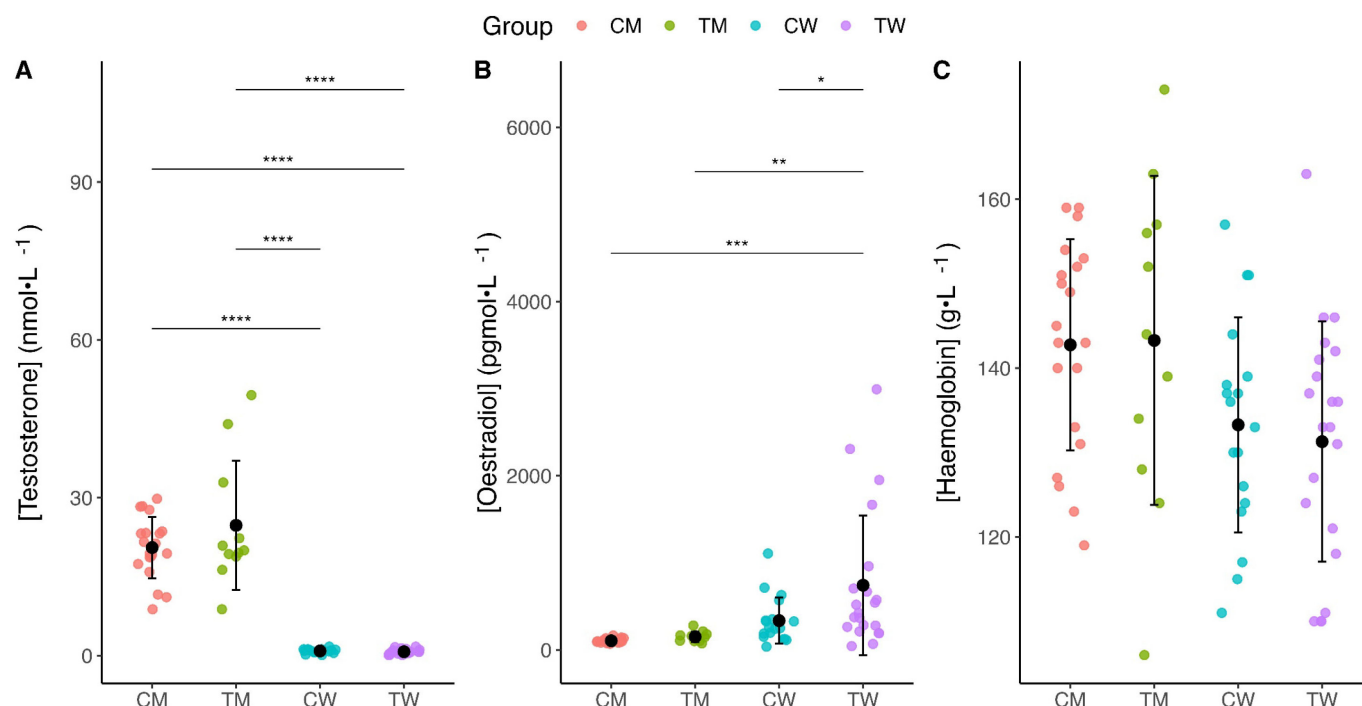 Group CM TM CW TW
A
[Testosterone] (nmol•L -1)
90
60
30
0
****
****
****
****
CM TM CW TW
B
[Oestradiol] (pgmol•L -1)
6000
4000
2000
0
*
**
***
CM TM CW TW
C
[Haemoglobin] (g•L -1)
160
140
120
CM TM CW TW